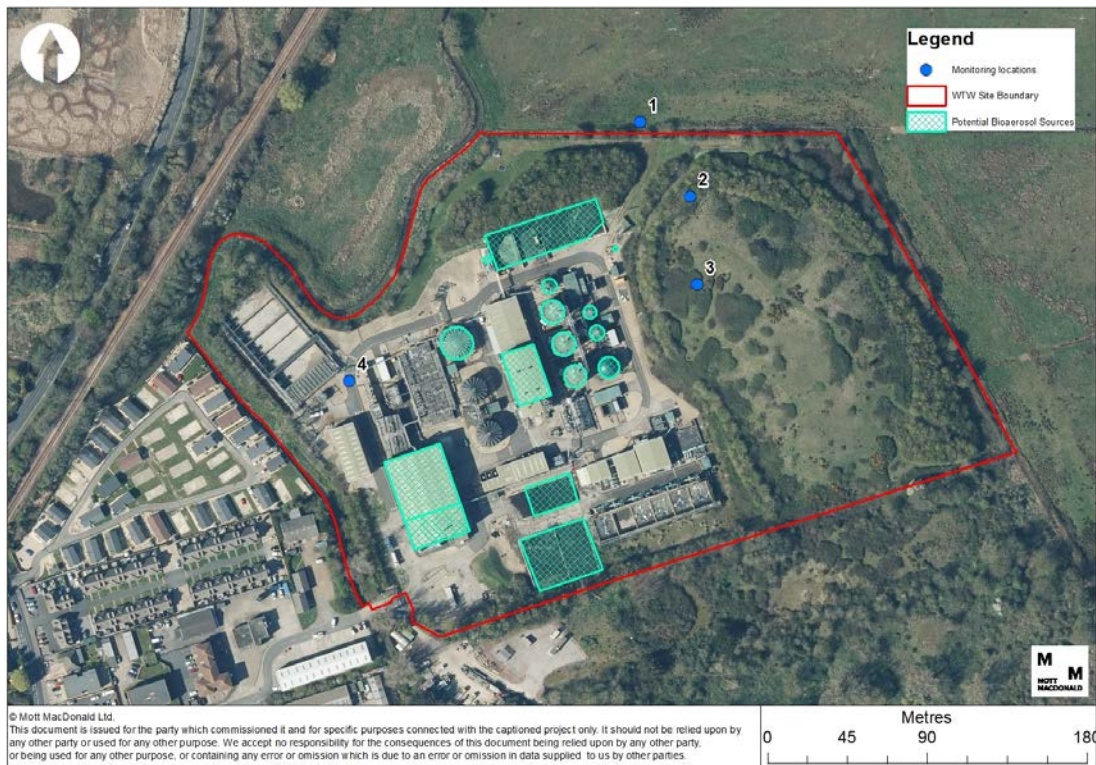 Legend
Monitoring locations
WTW Site Boundary
Potential Bioaerosol Sources
1
2
3
4
M
M
MOTT
MACDONALD
© Mott MacDonald Ltd.
This document is issued for the party which commissioned it and for specific purposes connected with the captioned project only. It should not be relied upon by
any other party or used for any other purpose. We accept no responsibility for the consequences of this document being relied upon by any other party,
or being used for any other purpose, or containing any error or omission which is due to an error or omission in data supplied to us by other parties.
Metres
0 45 90 180